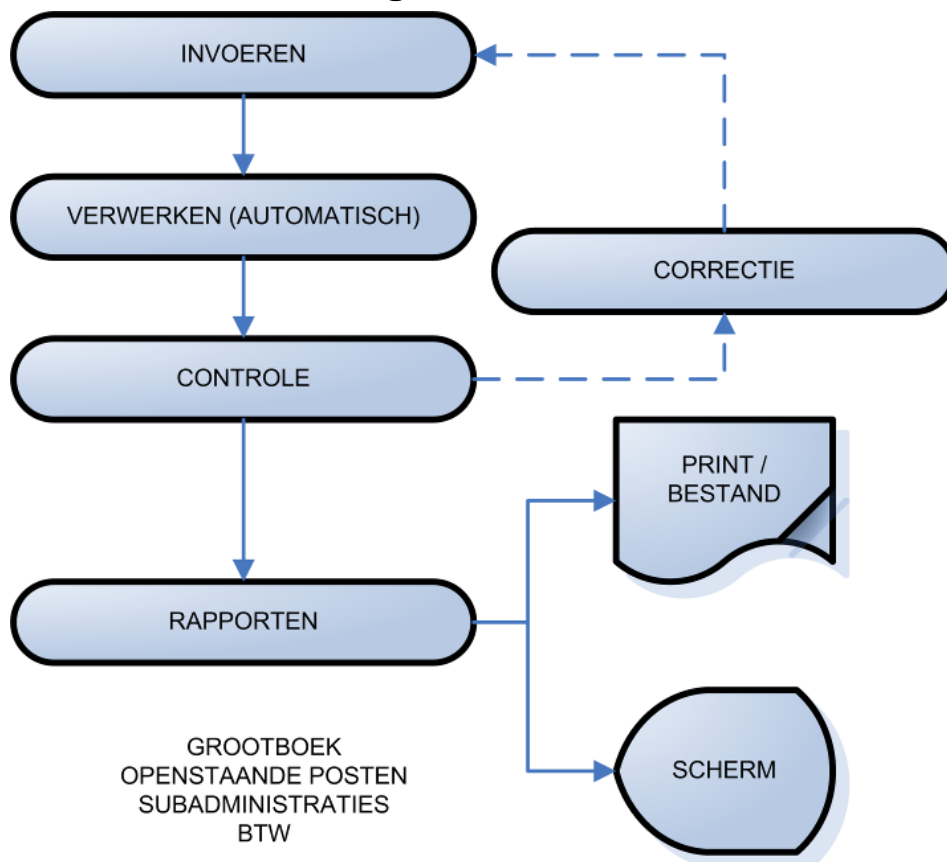 INVOEREN
VERWERKEN (AUTOMATISCH)
CORRECTIE
CONTROLE
PRINT /
BESTAND
RAPPORTEN
GROOTBOEK
OPENSTAANDE POSTEN
SUBADMINISTRATIES
BTW
SCHERM